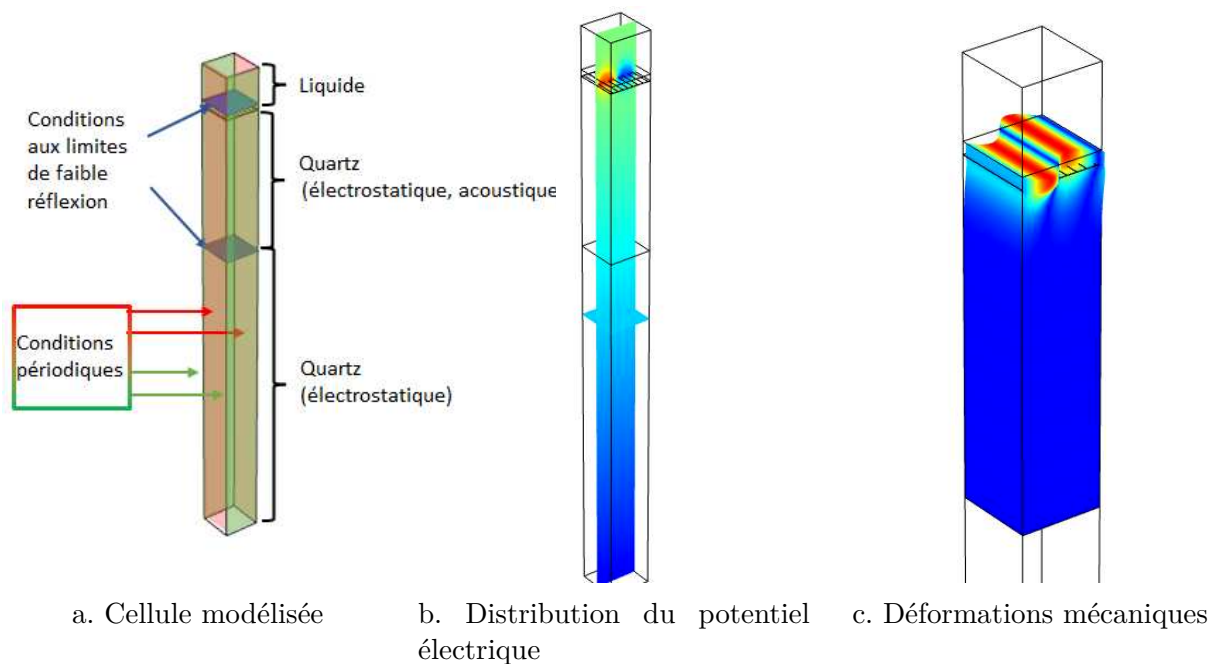 Liquide
Conditions
aux limites
de faible
réflexion
Quartz
(électrostatique, acoustique
Conditions
périodiques
Quartz
(électrostatique)
a. Cellule modélisée
b. Distribution du potentiel
électrique
c. Déformations mécaniques